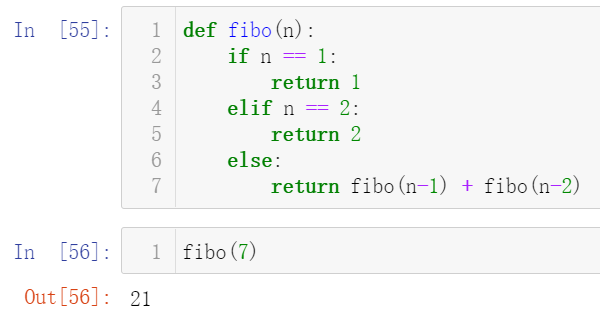 In [55]:
1 def fibo(n):
2     if n == 1:
3         return 1
4     elif n == 2:
5         return 2
6     else:
7         return fibo(n-1) + fibo(n-2)
In [56]:
1 fibo(7)
Out[56]: 21